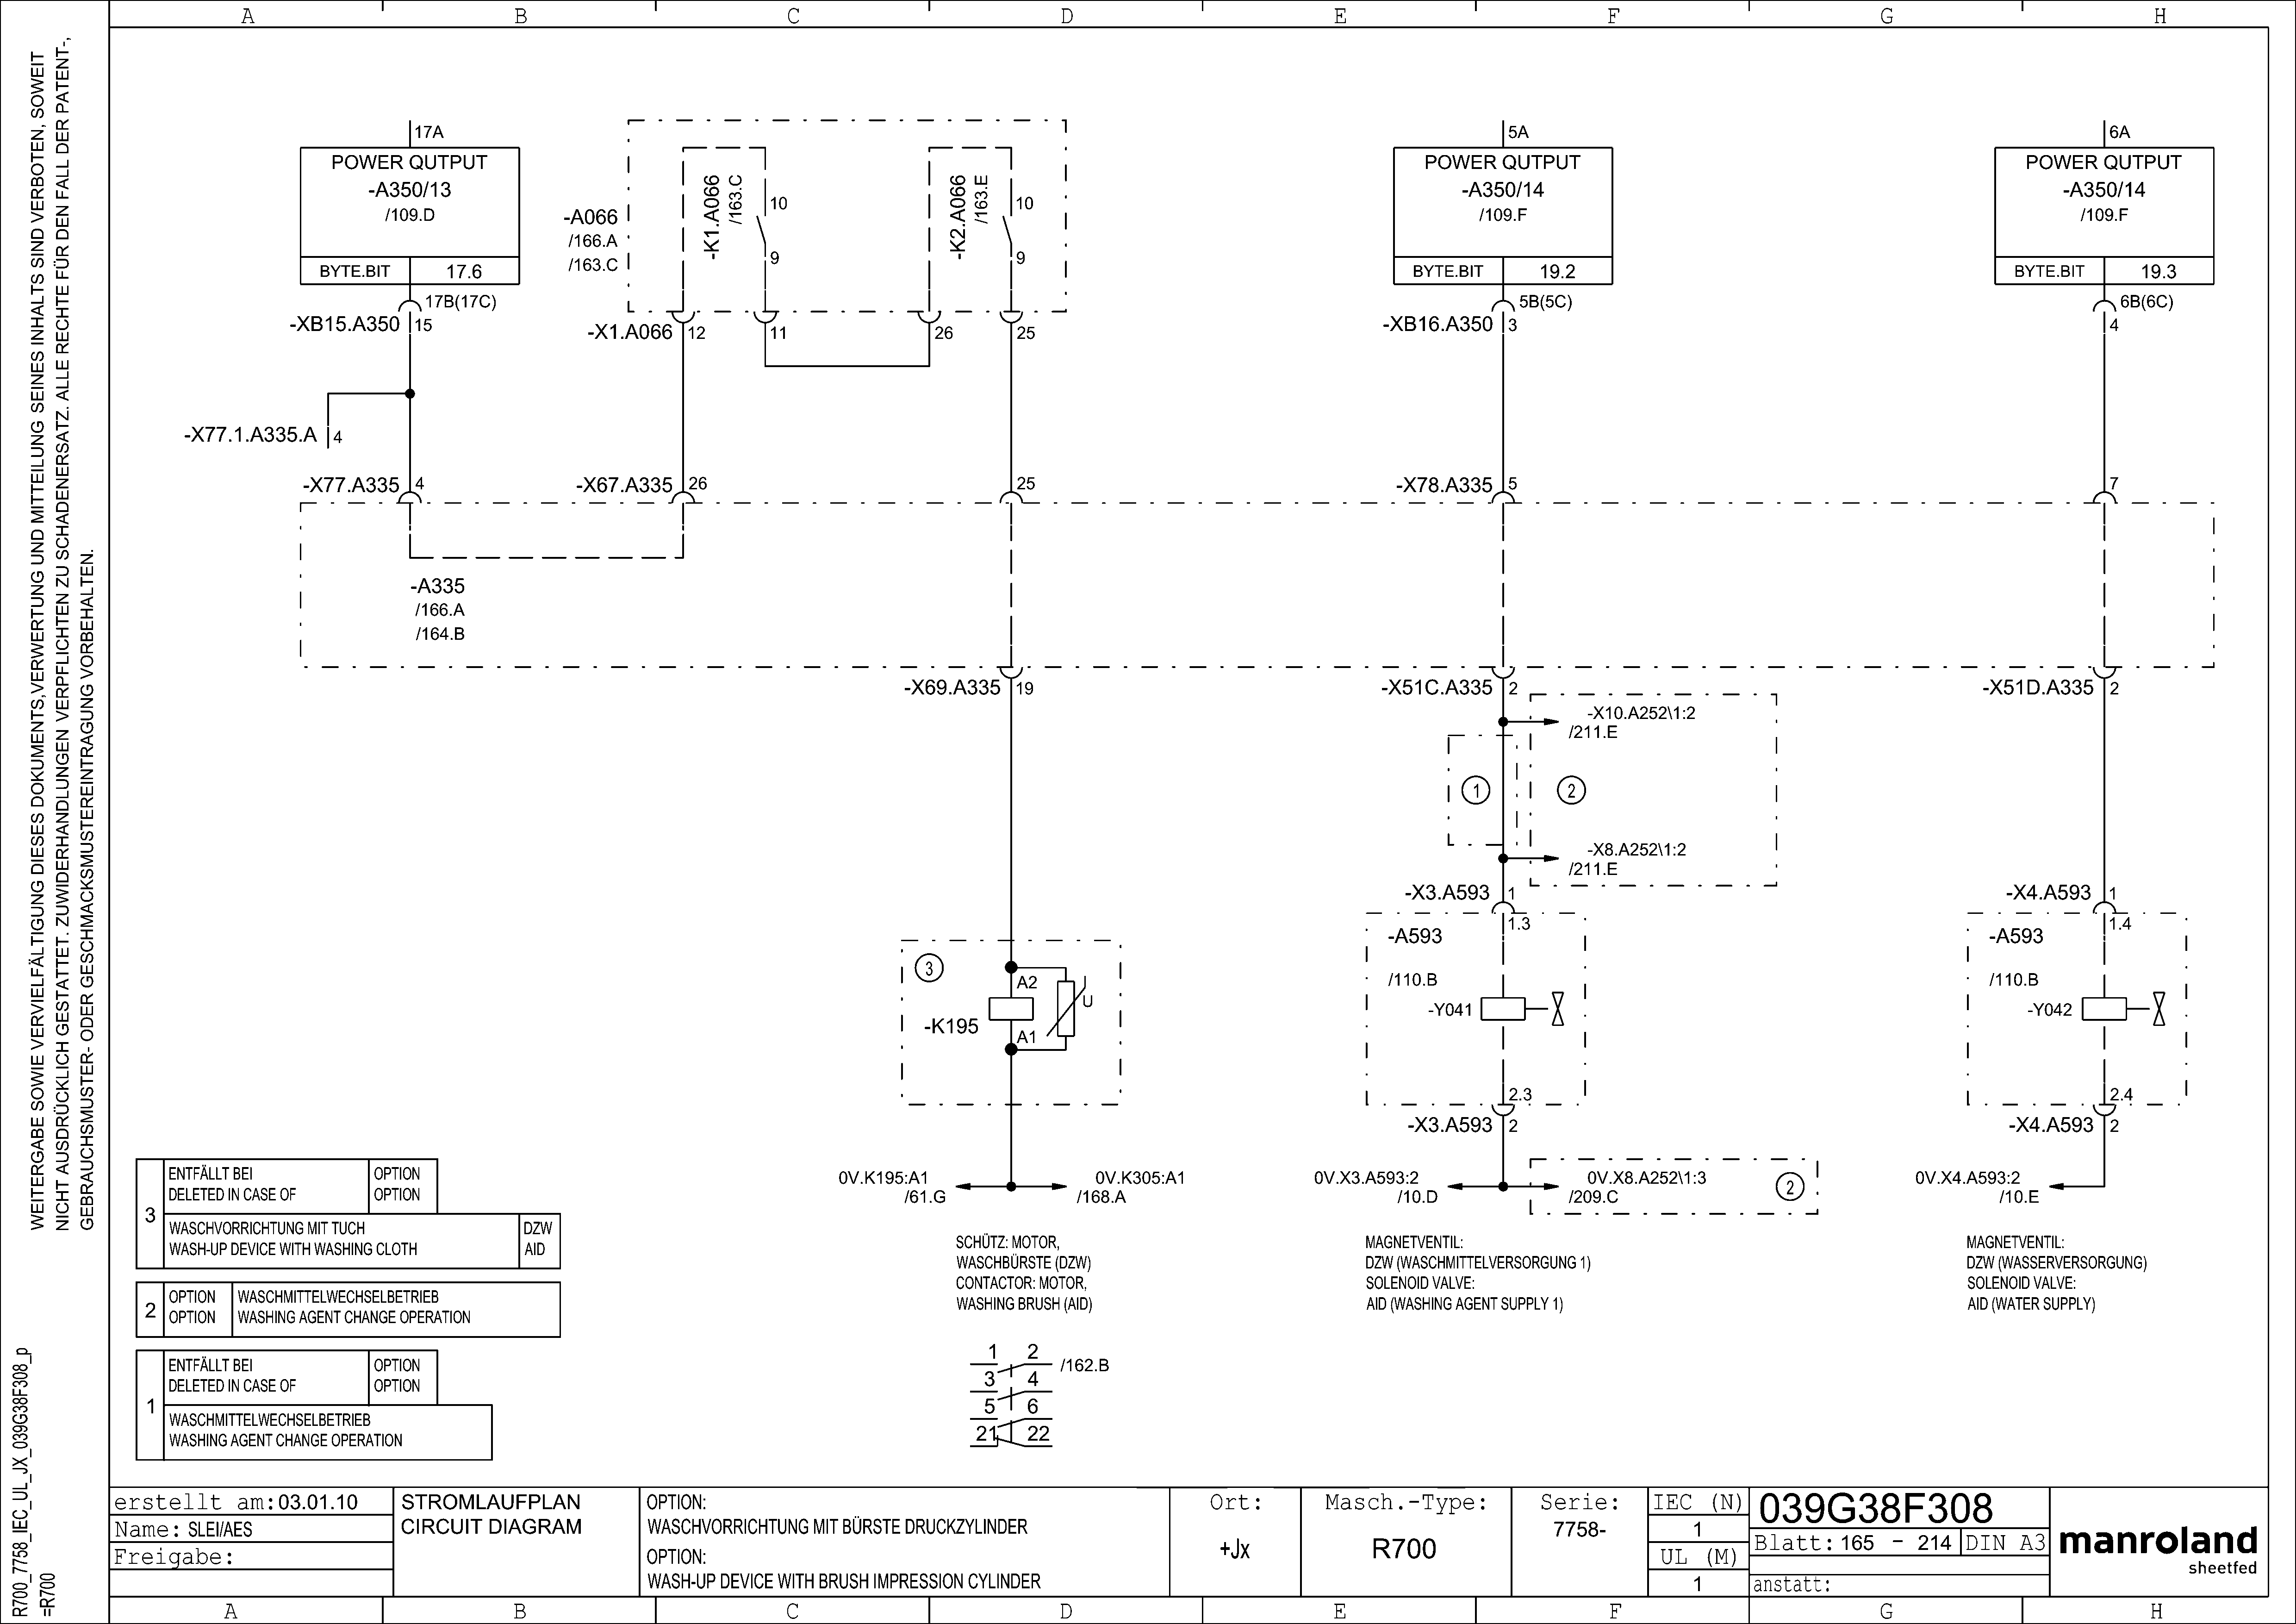 A B C D E F G H
WEITERGABE SOWIE VERVIELFÄLTIGUNG DIESES DOKUMENTS,VERWERTUNG UND MITTEILUNG SEINES INHALTS SIND VERBOTEN, SOWEIT
NICHT AUSDRÜCKLICH GESTATTET. ZUWIDERHANDLUNGEN VERPFLICHTEN ZU SCHADENERSATZ. ALLE RECHTE FÜR DEN FALL DER PATENT-,
GEBRAUCHSMUSTER- ODER GESCHMACKSMUSTEREINTRAGUNG VORBEHALTEN.
R700_7758_IEC_UL_JX_039G38F308_p
=R700
17A
POWER QUTPUT
-A350/13
/109.D
BYTE.BIT 17.6
17B(17C)
-XB15.A350 15
-X77.1.A335.A 4
-X77.A335 4
-A066
/166.A
/163.C
-K1.A066
/163.C
10
9
-K2.A066
/163.E
10
9
-X1.A066 12 11 26 25
-X67.A335 26 25
5A
POWER QUTPUT
-A350/14
/109.F
BYTE.BIT 19.2
5B(5C)
-XB16.A350 3
-X78.A335 5
6A
POWER QUTPUT
-A350/14
/109.F
BYTE.BIT 19.3
6B(6C)
4
7
-A335
/166.A
/164.B
-X69.A335 19
-X51C.A335 2
-X51D.A335 2
-X10.A252\1:2
/211.E
1
2
-X8.A252\1:2
/211.E
-X3.A593 1
1.3
-A593
/110.B
-Y041
2.3
-X3.A593 2
-X4.A593 1
1.4
-A593
/110.B
-Y042
2.4
-X4.A593 2
3
A2
U
-K195
A1
0V.K195:A1
/61.G
0V.K305:A1
/168.A
0V.X3.A593:2
/10.D
0V.X8.A252\1:3
/209.C
2
0V.X4.A593:2
/10.E
SCHÜTZ: MOTOR,
WASCHBÜRSTE (DZW)
CONTACTOR: MOTOR,
WASHING BRUSH (AID)
MAGNETVENTIL:
DZW (WASCHMITTELVERSORGUNG 1)
SOLENOID VALVE:
AID (WASHING AGENT SUPPLY 1)
MAGNETVENTIL:
DZW (WASSERVERSORGUNG)
SOLENOID VALVE:
AID (WATER SUPPLY)
1 2 /162.B
3 4
5 6
21 22
3
ENTFÄLLT BEI OPTION
DELETED IN CASE OF OPTION
WASCHVORRICHTUNG MIT TUCH DZW
WASH-UP DEVICE WITH WASHING CLOTH AID
2
OPTION WASCHMITTELWECHSELBETRIEB
OPTION WASHING AGENT CHANGE OPERATION
1
ENTFÄLLT BEI OPTION
DELETED IN CASE OF OPTION
WASCHMITTELWECHSELBETRIEB
WASHING AGENT CHANGE OPERATION
erstellt am: 03.01.10
Name: SLEI/AES
Freigabe:
STROMLAUFPLAN
CIRCUIT DIAGRAM
OPTION:
WASCHVORRICHTUNG MIT BÜRSTE DRUCKZYLINDER
OPTION:
WASH-UP DEVICE WITH BRUSH IMPRESSION CYLINDER
Ort:
+Jx
Masch.-Type:
R700
Serie:
7758-
IEC (N)
1
UL (M)
1
039G38F308
Blatt: 165 - 214 DIN A3
anstatt:
manroland
sheetfed
A B C D E F G H